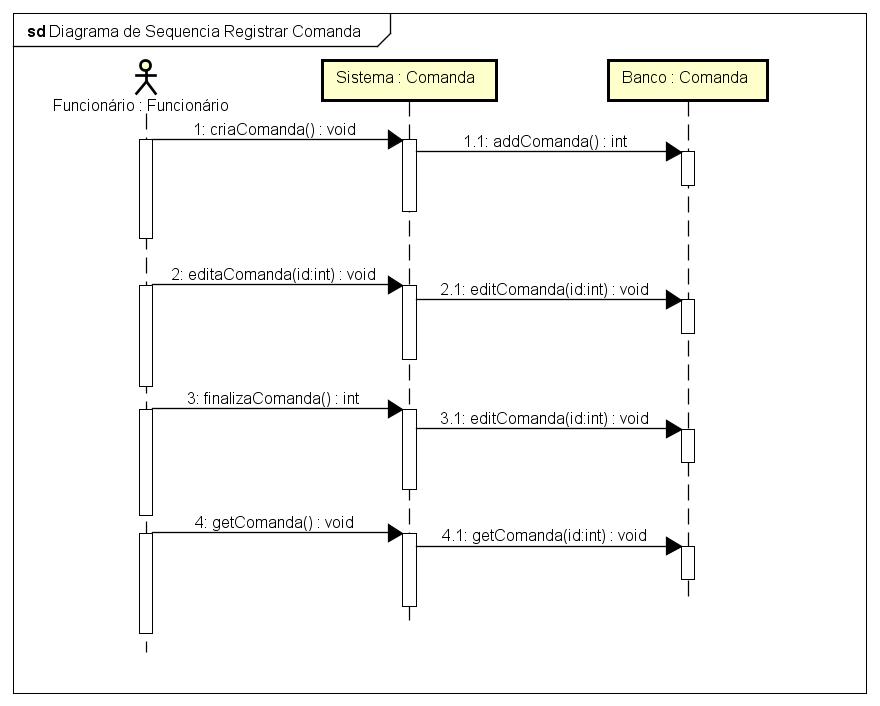 sd Diagrama de Sequencia Registrar Comanda
Funcionário : Funcionário
Sistema : Comanda
Banco : Comanda
1: criaComanda() : void
1.1: addComanda() : int
2: editaComanda(id:int) : void
2.1: editComanda(id:int) : void
3: finalizaComanda() : int
3.1: editComanda(id:int) : void
4: getComanda() : void
4.1: getComanda(id:int) : void